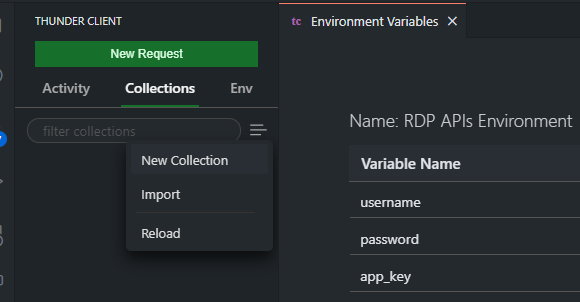 THUNDER CLIENT
New Request
Activity Collections Env
filter collections
New Collection
Import
Reload
tc Environment Variables
Name: RDP APIs Environment
Variable Name
username
password
app_key